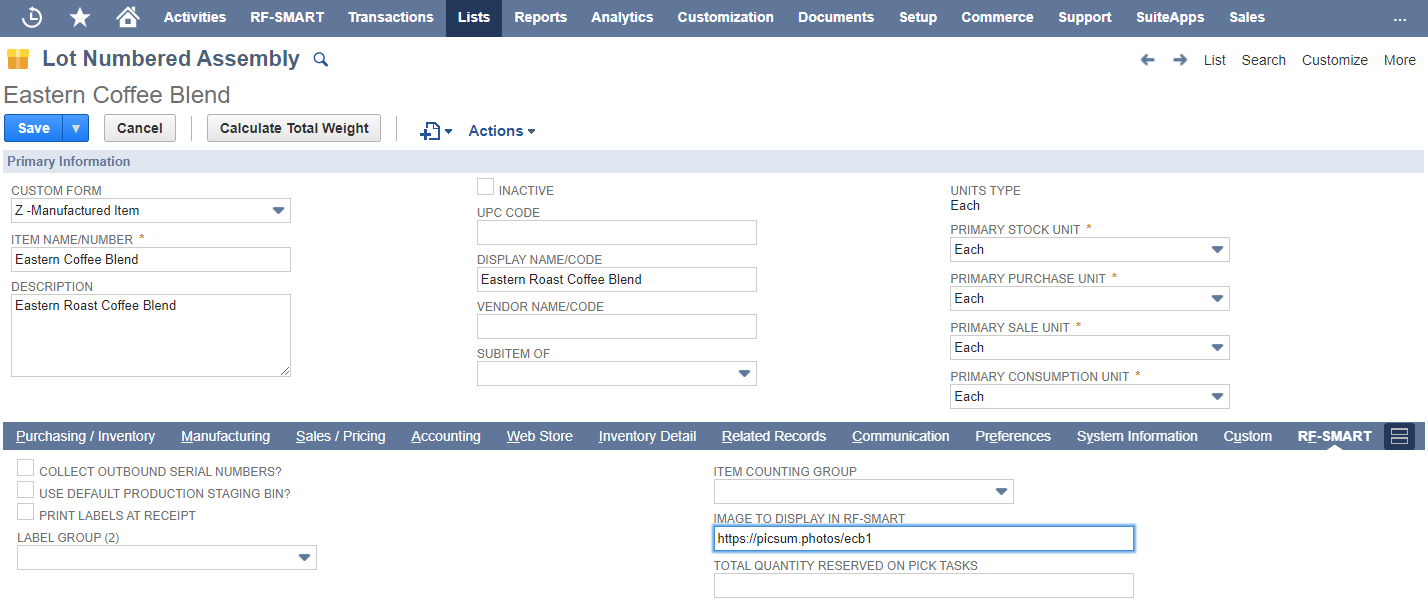 Activities RF-SMART Transactions Lists Reports Analytics Customization Documents Setup Commerce Support SuiteApps Sales ...
Lot Numbered Assembly
List Search Customize More
Eastern Coffee Blend
Save Cancel Calculate Total Weight Actions
Primary Information
CUSTOM FORM
Z -Manufactured Item
ITEM NAME/NUMBER *
Eastern Coffee Blend
DESCRIPTION
Eastern Roast Coffee Blend
INACTIVE
UPC CODE
DISPLAY NAME/CODE
Eastern Roast Coffee Blend
VENDOR NAME/CODE
SUBITEM OF
UNITS TYPE
Each
PRIMARY STOCK UNIT *
Each
PRIMARY PURCHASE UNIT *
Each
PRIMARY SALE UNIT *
Each
PRIMARY CONSUMPTION UNIT *
Each
Purchasing / Inventory Manufacturing Sales / Pricing Accounting Web Store Inventory Detail Related Records Communication Preferences System Information Custom RF-SMART
COLLECT OUTBOUND SERIAL NUMBERS?
USE DEFAULT PRODUCTION STAGING BIN?
PRINT LABELS AT RECEIPT
LABEL GROUP (2)
ITEM COUNTING GROUP
IMAGE TO DISPLAY IN RF-SMART
https://picsum.photos/ecb1
TOTAL QUANTITY RESERVED ON PICK TASKS